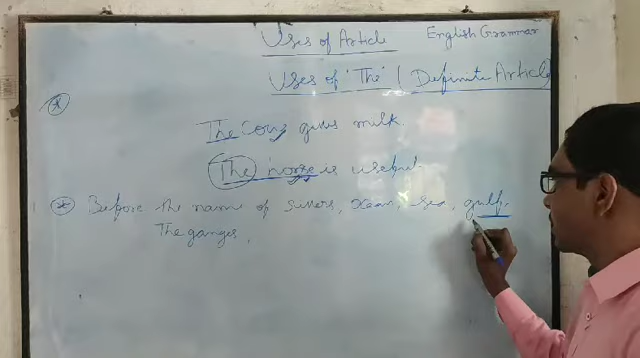 Uses of Article English Grammar
Uses of 'The' (Definite Article)
The Cow gives milk.
The horse is useful.
Before the name of rivers, ocean, sea, gulf.
The ganges,